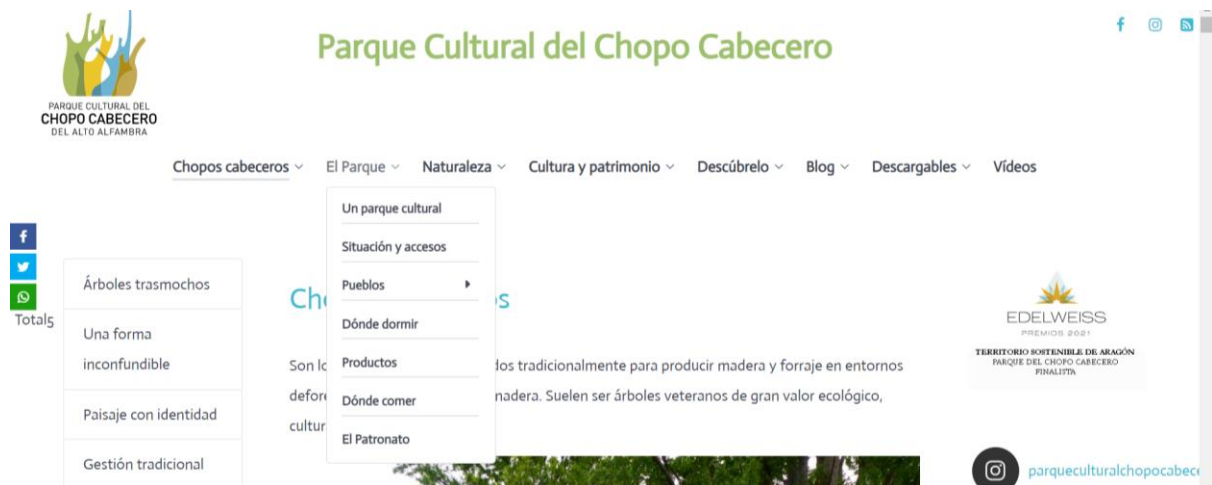 Parque Cultural del Chopo Cabecero
PARQUE CULTURAL DEL
CHOPO CABECERO
DEL ALTO ALFAMBRA
Chopos cabeceros El Parque Naturaleza Cultura y patrimonio Descúbrelo Blog Descargables Vídeos
Un parque cultural
Situación y accesos
Pueblos
Dónde dormir
Productos
Dónde comer
El Patronato
Total5
Árboles trasmochos
Una forma
inconfundible
Paisaje con identidad
Gestión tradicional
Ch s
Son lo dos tradicionalmente para producir madera y forraje en entornos
defore madera. Suelen ser árboles veteranos de gran valor ecológico,
cultur
EDELWEISS
PREMIOS 2021
TERRITORIO SOSTENIBLE DE ARAGÓN
PARQUE DEL CHOPO CABECERO
FINALISTA
parqueculturalchopocabece